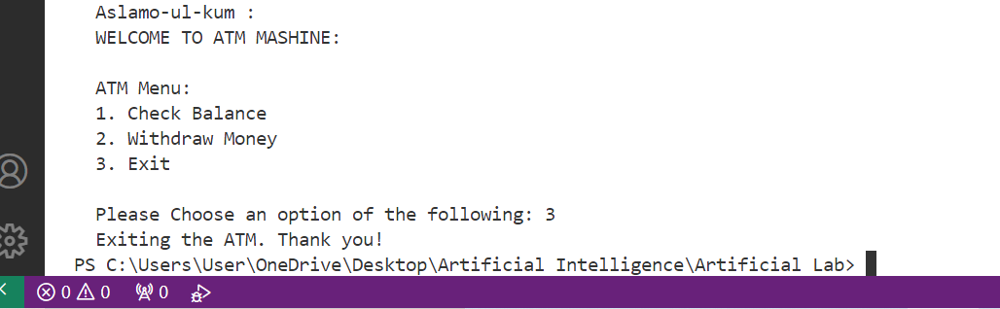 Aslamo-ul-kum :
WELCOME TO ATM MASHINE:
ATM Menu:
1. Check Balance
2. Withdraw Money
3. Exit
Please Choose an option of the following: 3
Exiting the ATM. Thank you!
PS C:\Users\User\OneDrive\Desktop\Artificial Intelligence\Artificial Lab>
0 0 0